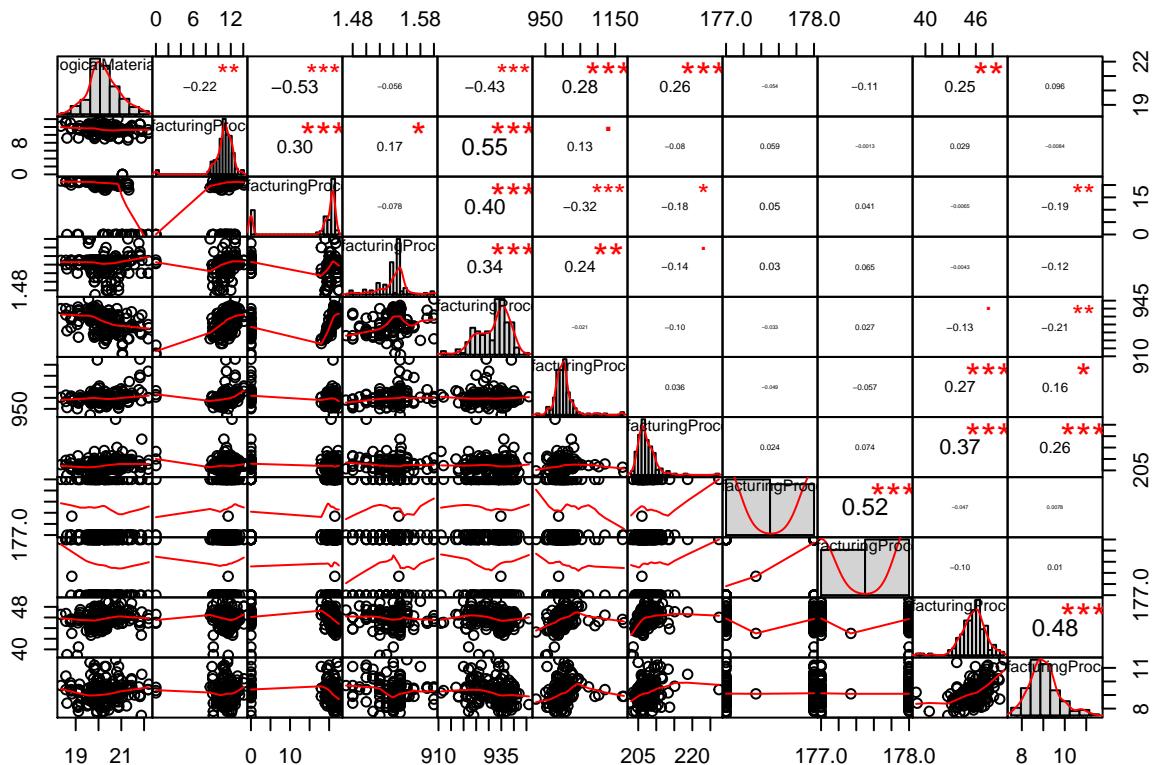 0 6 12 1.48 1.58 950 1150 177.0 178.0 40 46
ogicalMateria ** *** *** *** *** **
−0.22 −0.53 −0.056 −0.43 0.28 0.26 −0.054 −0.11 0.25 0.096
19 22
facturingProc *** * *** .
0.30 0.17 0.55 0.13 −0.08 0.059 −0.0013 0.029 −0.0084
0 8
facturingProc *** *** * **
−0.078 0.40 −0.32 −0.18 0.05 0.041 −0.0065 −0.19
0 15
facturingProc *** ** .
0.34 0.24 −0.14 0.03 0.065 −0.0043 −0.12
1.48
facturingProc . **
−0.021 −0.10 −0.033 0.027 −0.13 −0.21
910 945
facturingProc *** *
0.036 −0.049 −0.057 0.27 0.16
950
facturingProc *** ***
0.024 0.074 0.37 0.26
205
facturingProc ***
0.52 −0.047 0.0078
177.0
facturingProc
−0.10 0.01
177.0
facturingProc ***
0.48
40 48
facturingProc
8 11
19 21 0 10 910 935 205 220 177.0 178.0 8 10